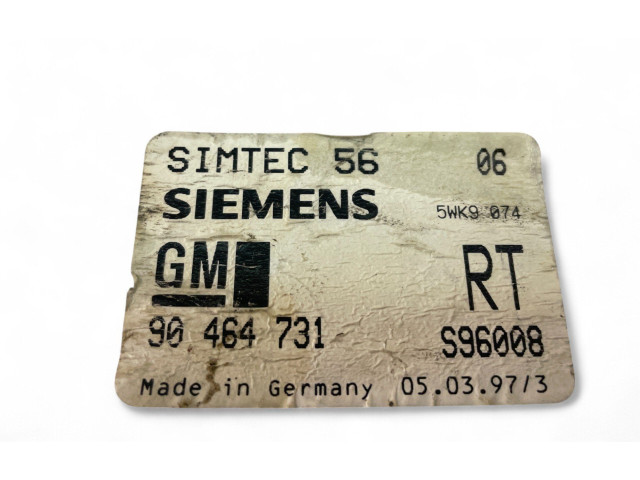 SIMTEC 56 06
SIEMENS 5WK9 074
GM RT
90 464 731 S96008
Made in Germany 05.03.97/3